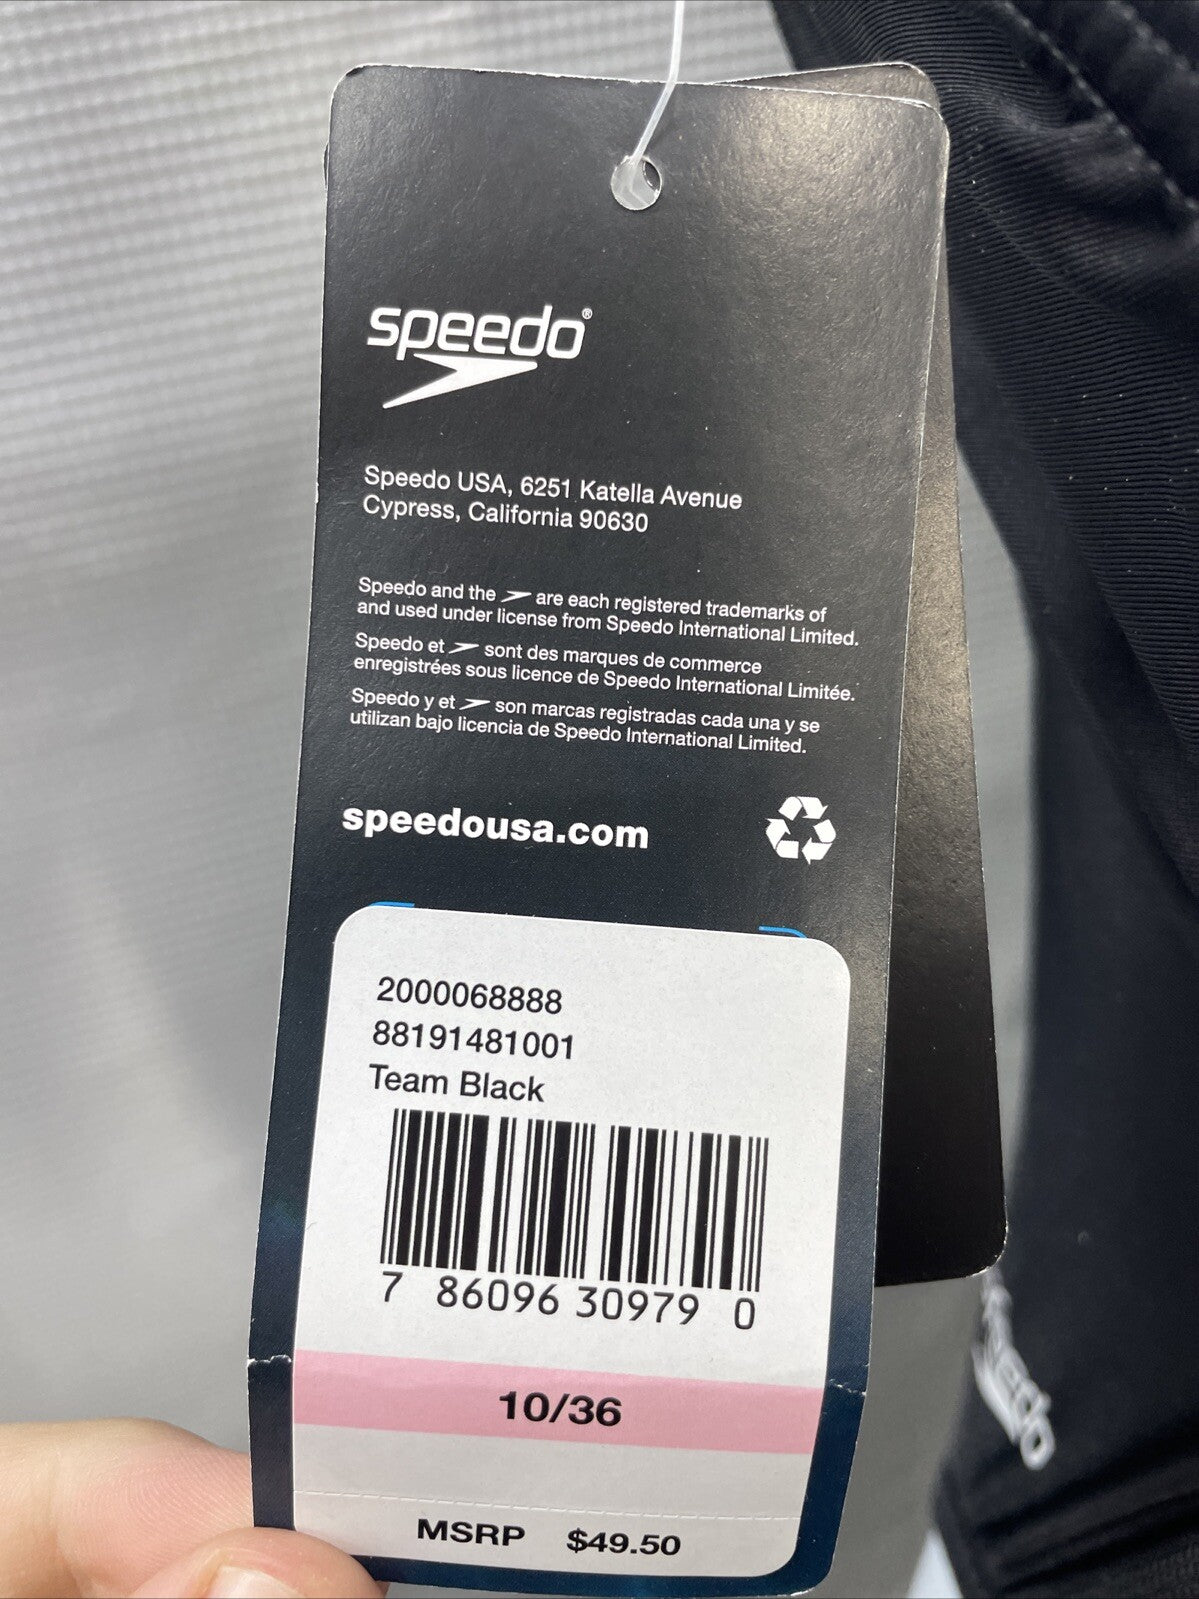 speedo®
Speedo USA, 6251 Katella Avenue
Cypress, California 90630
Speedo and the are each registered trademarks of
and used under license from Speedo International Limited.
Speedo et sont des marques de commerce
enregistrées sous licence de Speedo International Limitée.
Speedo y et son marcas registradas cada una y se
utilizan bajo licencia de Speedo International Limited.
speedousa.com
2000068888
88191481001
Team Black
7 86096 30979 0
10/36
MSRP $49.50
speedo